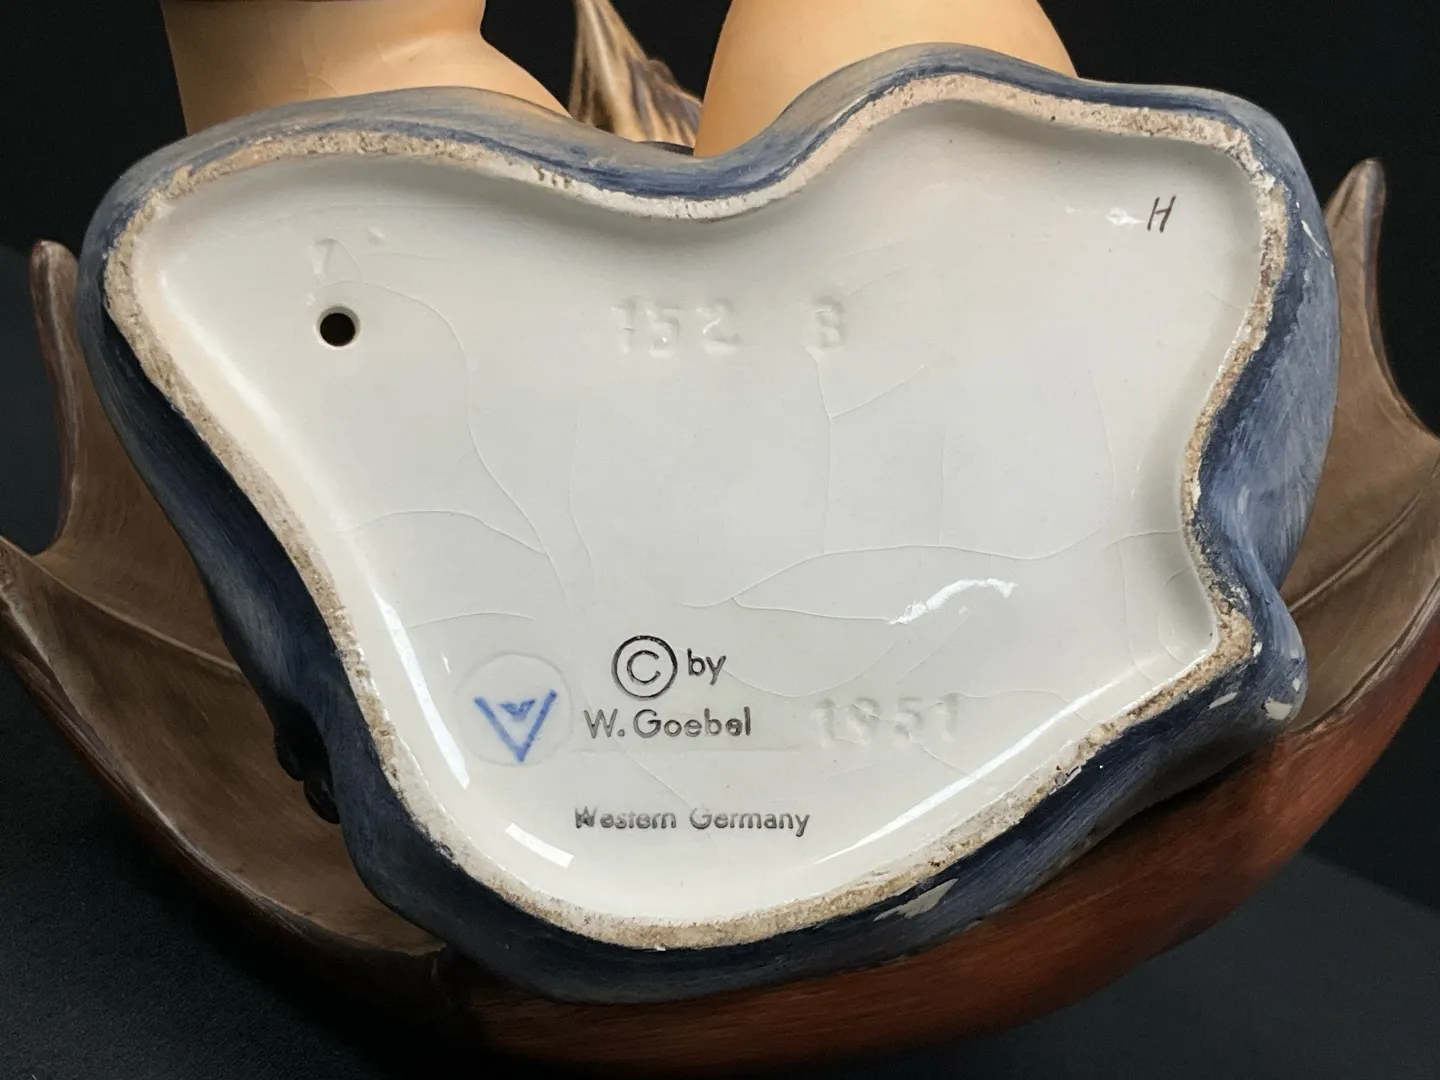 H
152 B
© by
W. Goebel 1951
Western Germany